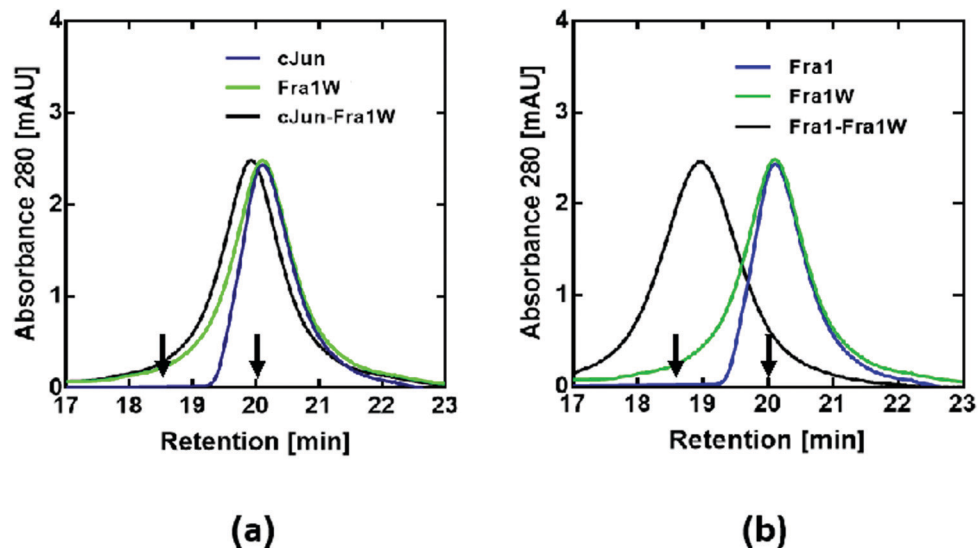 4
3
2
1
0
Absorbance 280 [mAU]
cJun
Fra1W
cJun-Fra1W
17 18 19 20 21 22 23
Retention [min]
(a)
4
3
2
1
0
Absorbance 280 [mAU]
Fra1
Fra1W
Fra1-Fra1W
17 18 19 20 21 22 23
Retention [min]
(b)